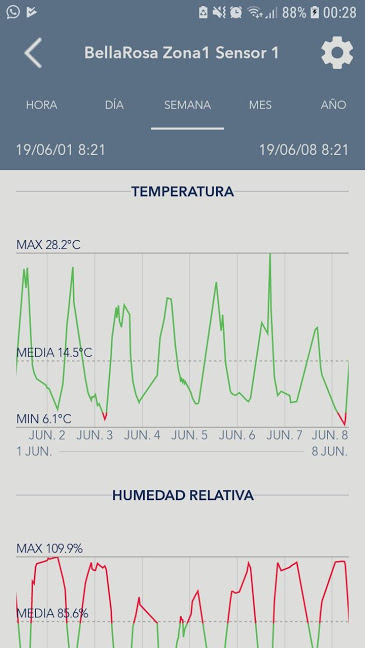 88% 00:28
BellaRosa Zona1 Sensor 1
HORA DÍA SEMANA MES AÑO
19/06/01 8:21 19/06/08 8:21
TEMPERATURA
MAX 28.2°C
MEDIA 14.5°C
MIN 6.1°C
JUN. 2 JUN. 3 JUN. 4 JUN. 5 JUN. 6 JUN. 7 JUN. 8
1 JUN. 8 JUN.
HUMEDAD RELATIVA
MAX 109.9%
MEDIA 85.6%